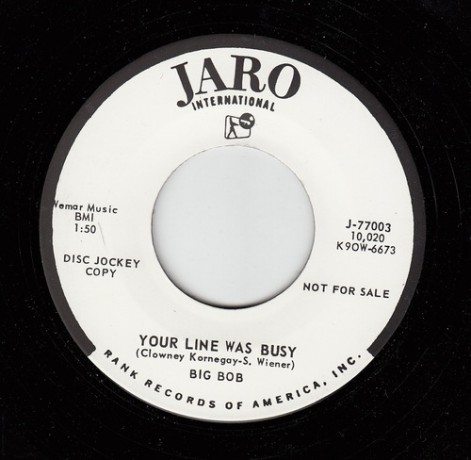 JARO
INTERNATIONAL
Wemar Music
BMI
1:50
DISC JOCKEY
COPY
J-77003
10,020
K9OW-6673
NOT FOR SALE
YOUR LINE WAS BUSY
(Clowney Kornegay-S. Wiener)
BIG BOB
RANK RECORDS OF AMERICA, INC.